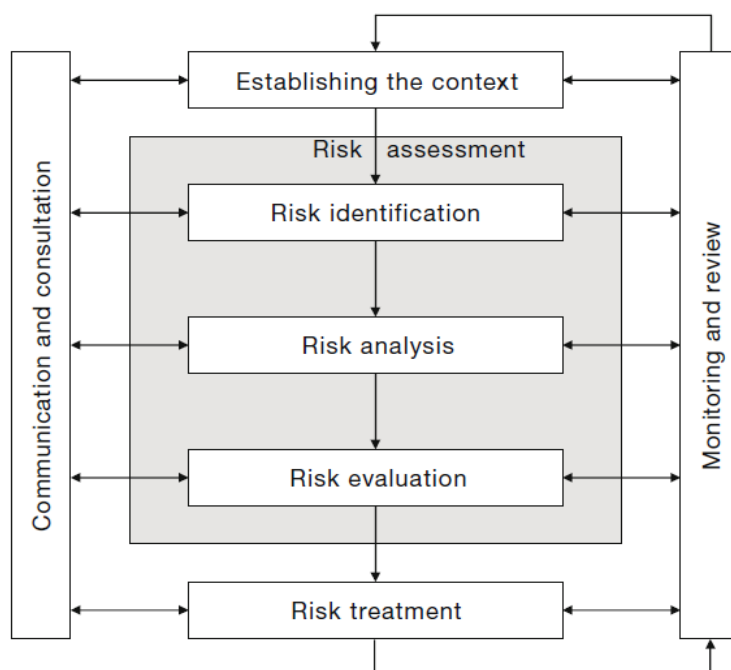 Establishing the context
Risk assessment
Risk identification
Risk analysis
Risk evaluation
Risk treatment
Communication and consultation
Monitoring and review